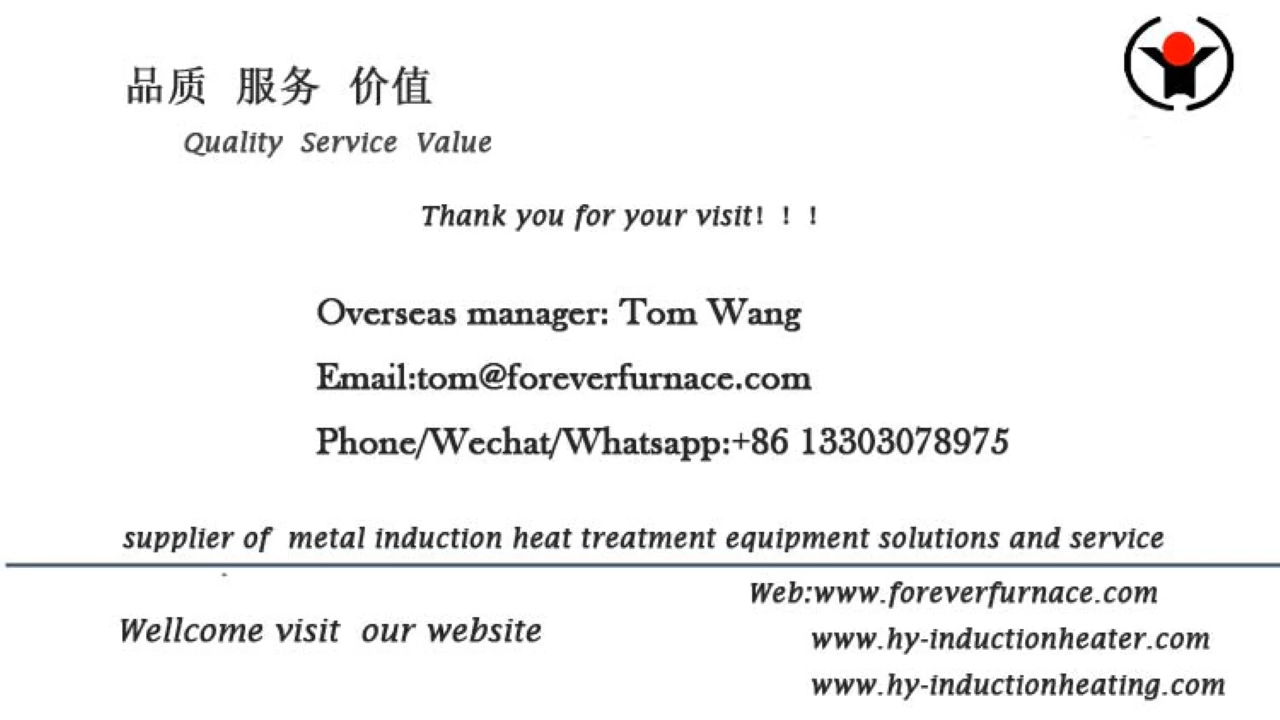 品质 服务 价值
Quality Service Value
Thank you for your visit！！！
Overseas manager: Tom Wang
Email:tom@foreverfurnace.com
Phone/Wechat/Whatsapp:+86 13303078975
supplier of metal induction heat treatment equipment solutions and service
Wellcome visit our website
Web:www.foreverfurnace.com
www.hy-inductionheater.com
www.hy-inductionheating.com